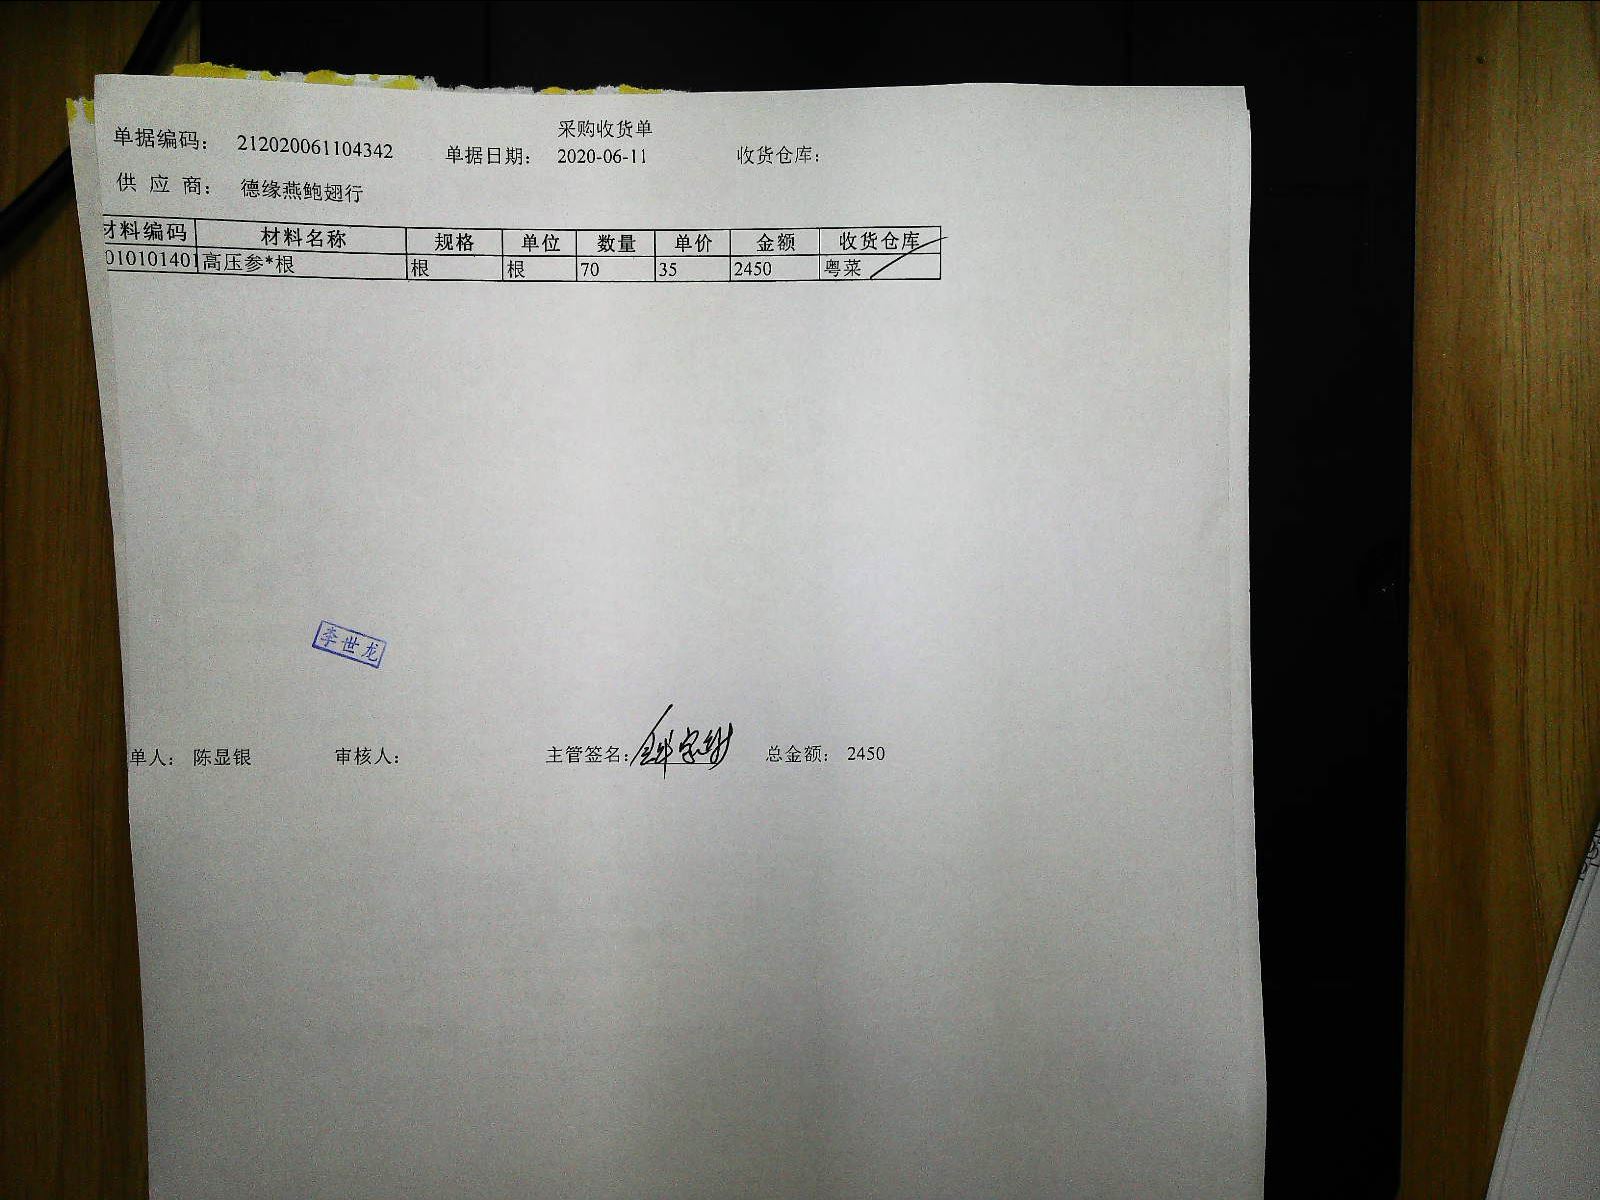 采购收货单
单据编码： 212020061104342 单据日期： 2020-06-11 收货仓库：
供 应 商： 德缘燕鲍翅行
材料编码 材料名称 规格 单位 数量 单价 金额 收货仓库
010101401 高压参*根 根 根 70 35 2450 粤菜
李世龙
单人： 陈显银 审核人： 主管签名： 总金额： 2450